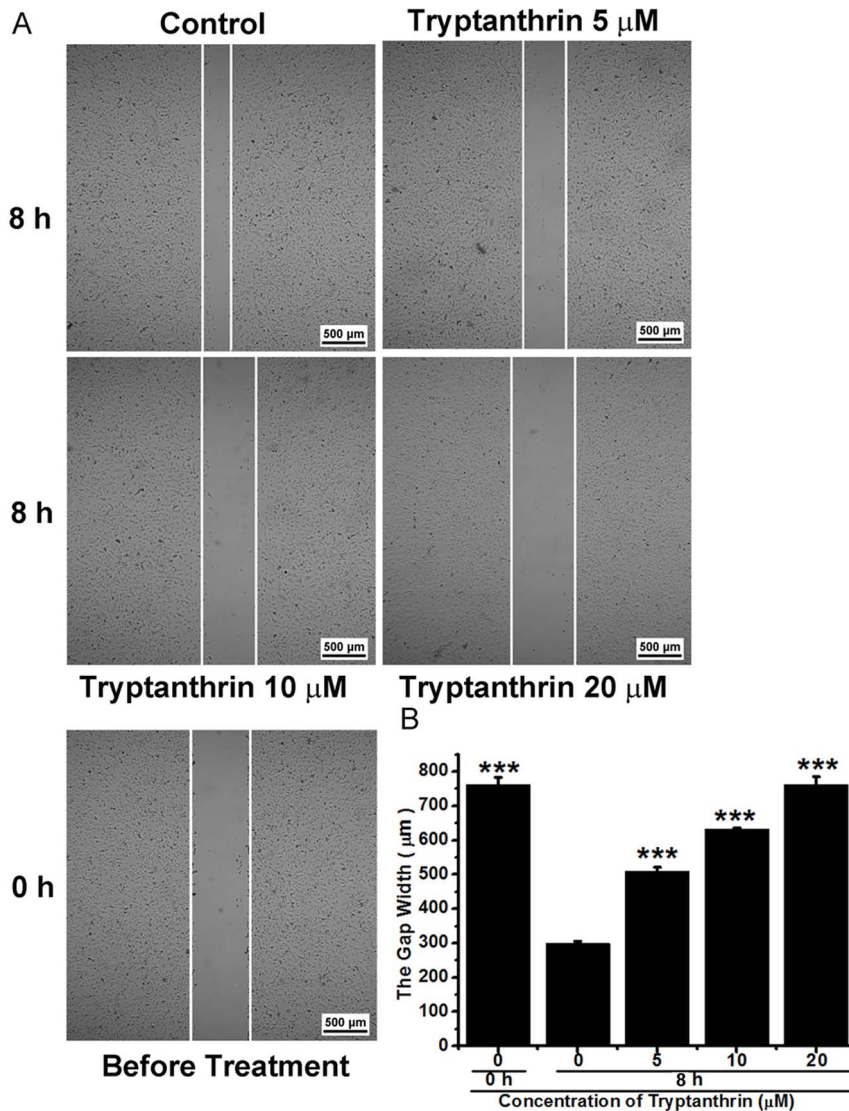 A
Control
Tryptanthrin 5 μM
8 h
500 μm
500 μm
8 h
500 μm
500 μm
Tryptanthrin 10 μM
Tryptanthrin 20 μM
0 h
500 μm
Before Treatment
B
The Gap Width ( μm )
800
700
600
500
400
300
200
100
0
***
***
***
***
0
0
5
10
20
0 h
8 h
Concentration of Tryptanthrin (μM)